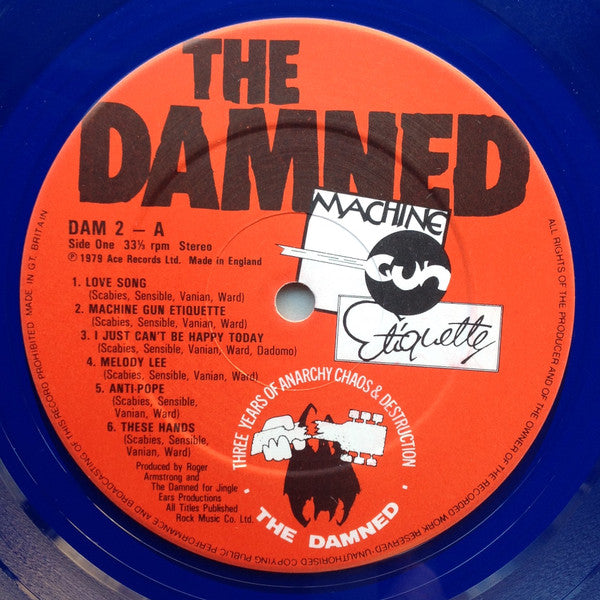 THE
DAMNED
DAM 2 – A
Side One 33⅓ rpm Stereo
℗ 1979 Ace Records Ltd. Made in England
MACHINE
GUN
Etiquette
1. LOVE SONG
(Scabies, Sensible, Vanian, Ward)
2. MACHINE GUN ETIQUETTE
(Scabies, Sensible, Vanian, Ward)
3. I JUST CAN'T BE HAPPY TODAY
(Scabies, Sensible, Vanian, Ward, Dadomo)
4. MELODY LEE
(Scabies, Sensible, Vanian, Ward)
5. ANTI-POPE
(Scabies, Sensible,
Vanian, Ward)
6. THESE HANDS
(Scabies, Sensible,
Vanian, Ward)
Produced by Roger
Armstrong and
The Damned for Jingle
Ears Productions
All Titles Published
Rock Music Co. Ltd.
THREE YEARS OF ANARCHY CHAOS & DESTRUCTION
· THE DAMNED ·
ALL RIGHTS OF THE PRODUCER AND OF THE OWNER OF THE RECORDED WORK RESERVED·UNAUTHORISED COPYING PUBLIC PERFORMANCE AND BROADCASTING OF THIS RECORD PROHIBITED. MADE IN GT. BRITAIN